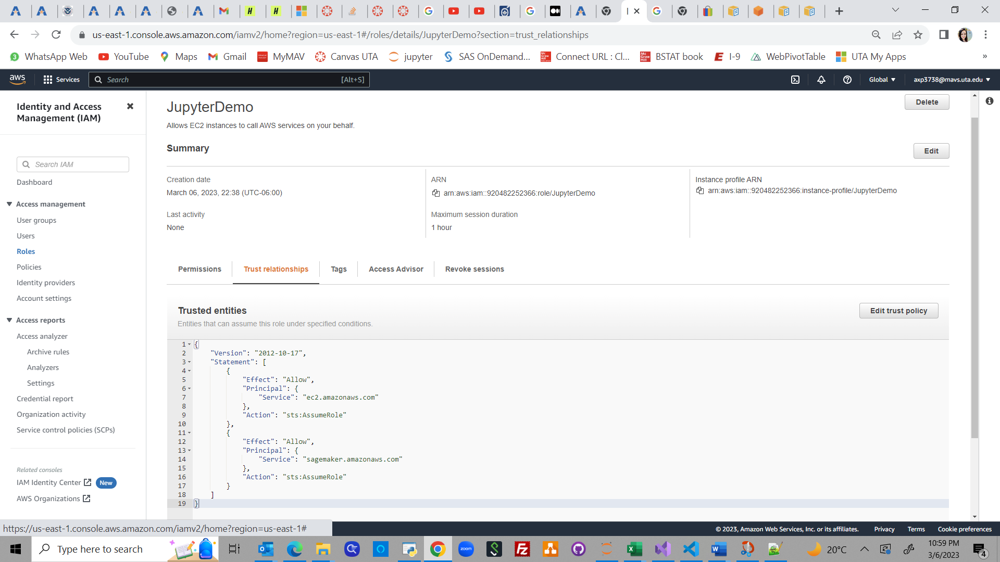 us-east-1.console.aws.amazon.com/iamv2/home?region=us-east-1#/roles/details/JupyterDemo?section=trust_relationships
WhatsApp Web YouTube Maps Gmail MyMAV Canvas UTA jupyter SAS OnDemand... Connect URL : Cl... BSTAT book I-9 WebPivotTable UTA My Apps »
aws Services Search [Alt+S] Global axp3738@mavs.uta.edu
Identity and Access Management (IAM)
Search IAM
Dashboard
Access management
User groups
Users
Roles
Policies
Identity providers
Account settings
Access reports
Access analyzer
Archive rules
Analyzers
Settings
Credential report
Organization activity
Service control policies (SCPs)
Related consoles
IAM Identity Center New
AWS Organizations
JupyterDemo
Delete
Allows EC2 instances to call AWS services on your behalf.
Summary
Edit
Creation date
March 06, 2023, 22:38 (UTC-06:00)
Last activity
None
ARN
arn:aws:iam::920482252366:role/JupyterDemo
Maximum session duration
1 hour
Instance profile ARN
arn:aws:iam::920482252366:instance-profile/JupyterDemo
Permissions Trust relationships Tags Access Advisor Revoke sessions
Trusted entities
Edit trust policy
Entities that can assume this role under specified conditions.
1 {
2 "Version": "2012-10-17",
3 "Statement": [
4 {
5 "Effect": "Allow",
6 "Principal": {
7 "Service": "ec2.amazonaws.com"
8 },
9 "Action": "sts:AssumeRole"
10 },
11 {
12 "Effect": "Allow",
13 "Principal": {
14 "Service": "sagemaker.amazonaws.com"
15 },
16 "Action": "sts:AssumeRole"
17 }
18 ]
19 }
https://us-east-1.console.aws.amazon.com/iamv2/home?region=us-east-1#
© 2023, Amazon Web Services, Inc. or its affiliates. Privacy Terms Cookie preferences
Type here to search
zoom
20°C
10:59 PM
3/6/2023
4